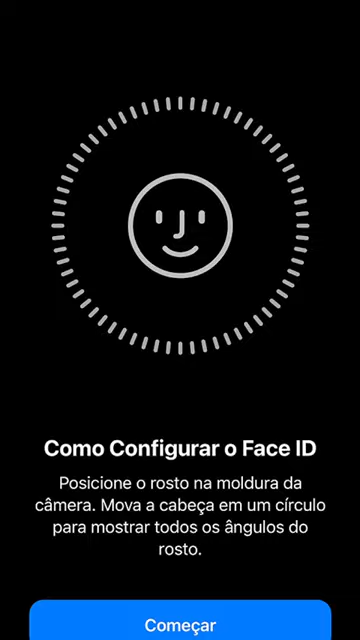 Como Configurar o Face ID
Posicione o rosto na moldura da
câmera. Mova a cabeça em um círculo
para mostrar todos os ângulos do
rosto.
Começar